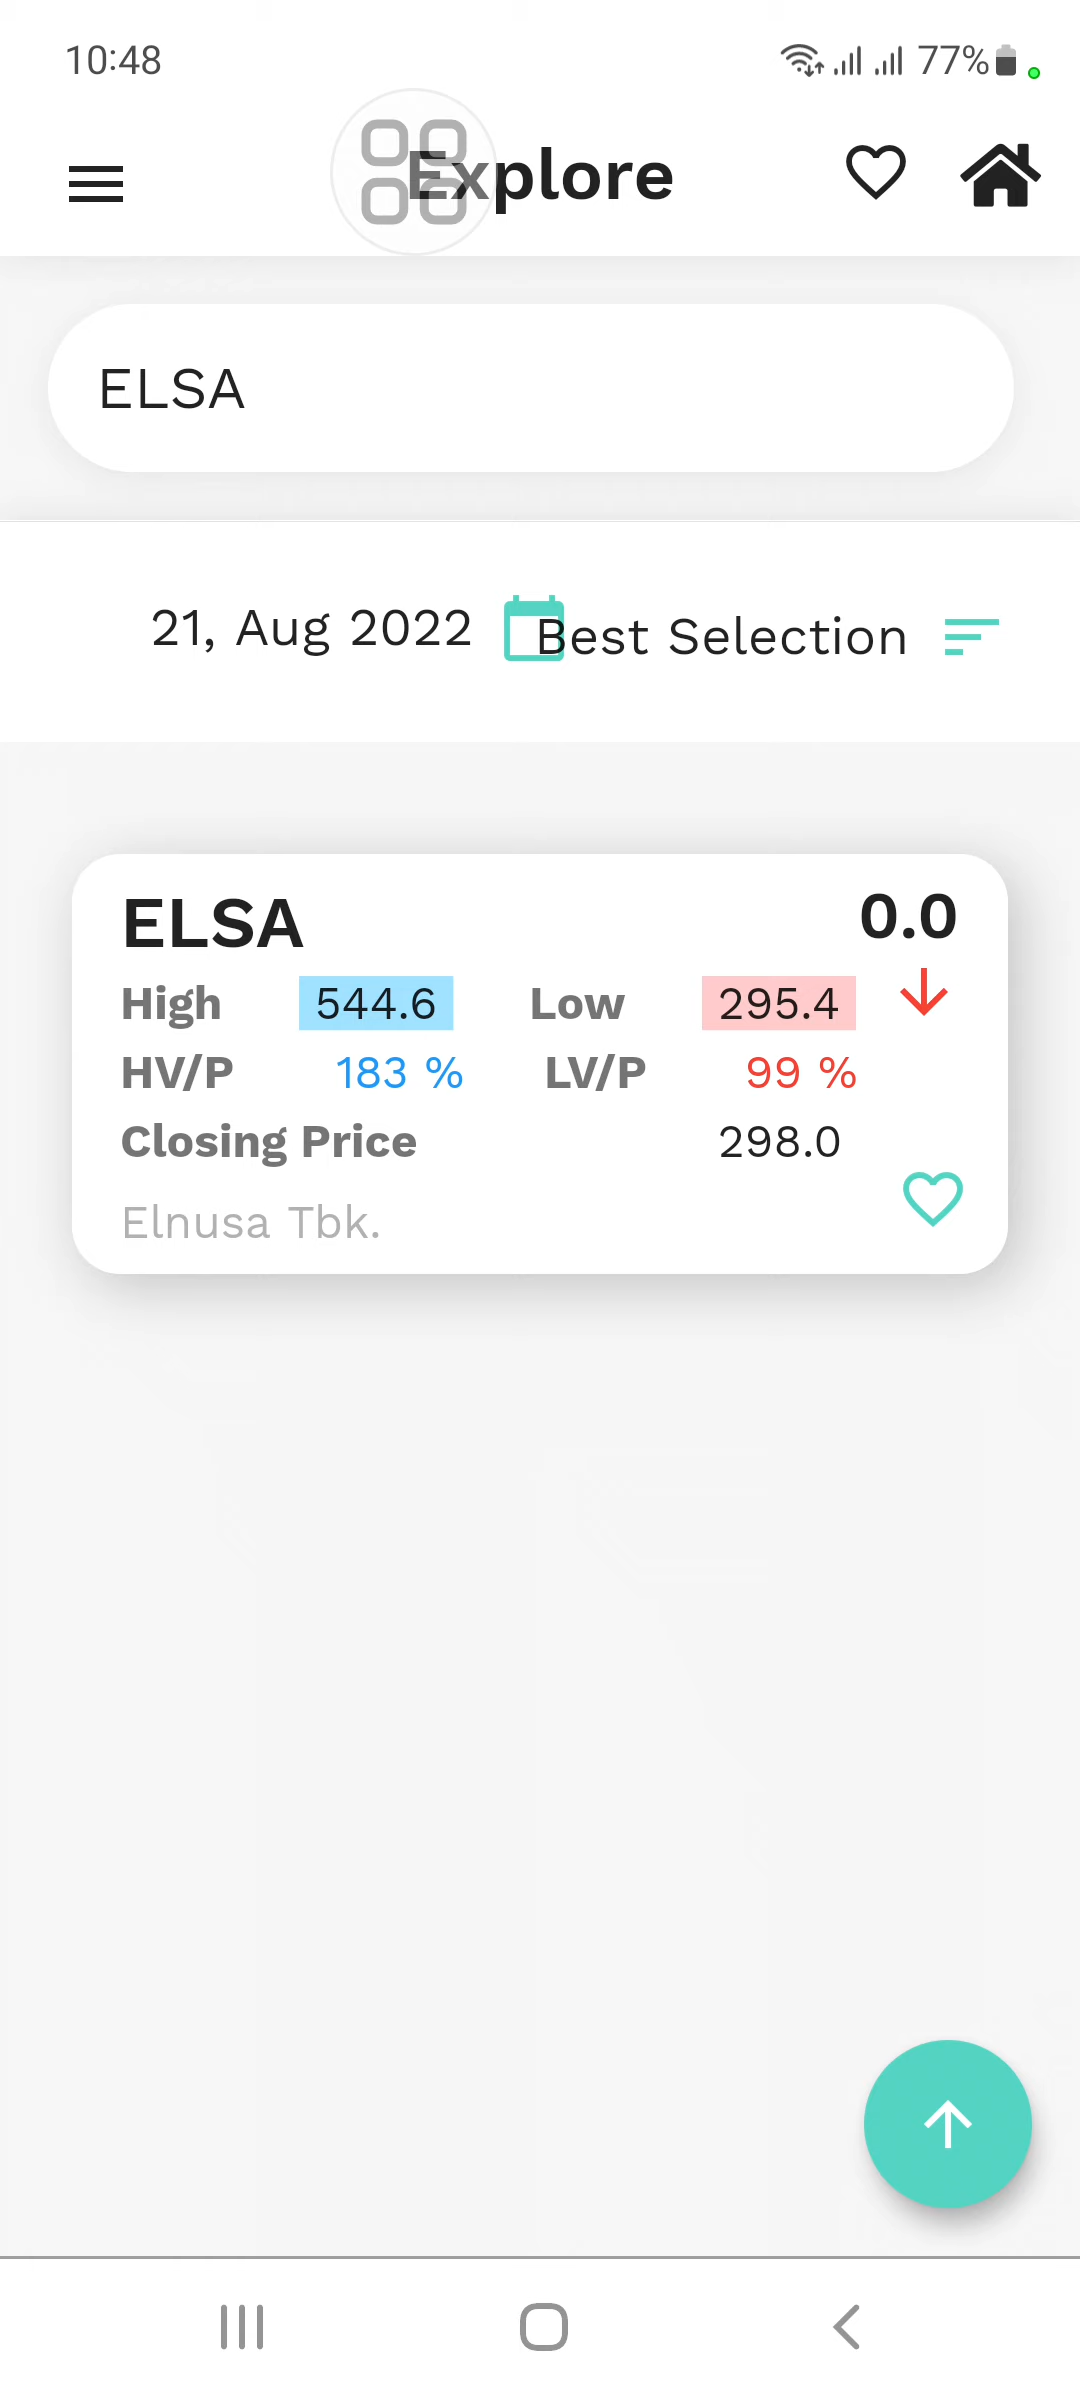 10:48
77%
Explore
ELSA
21, Aug 2022
Best Selection
ELSA
0.0
High 544.6 Low 295.4
HV/P 183 % LV/P 99 %
Closing Price 298.0
Elnusa Tbk.